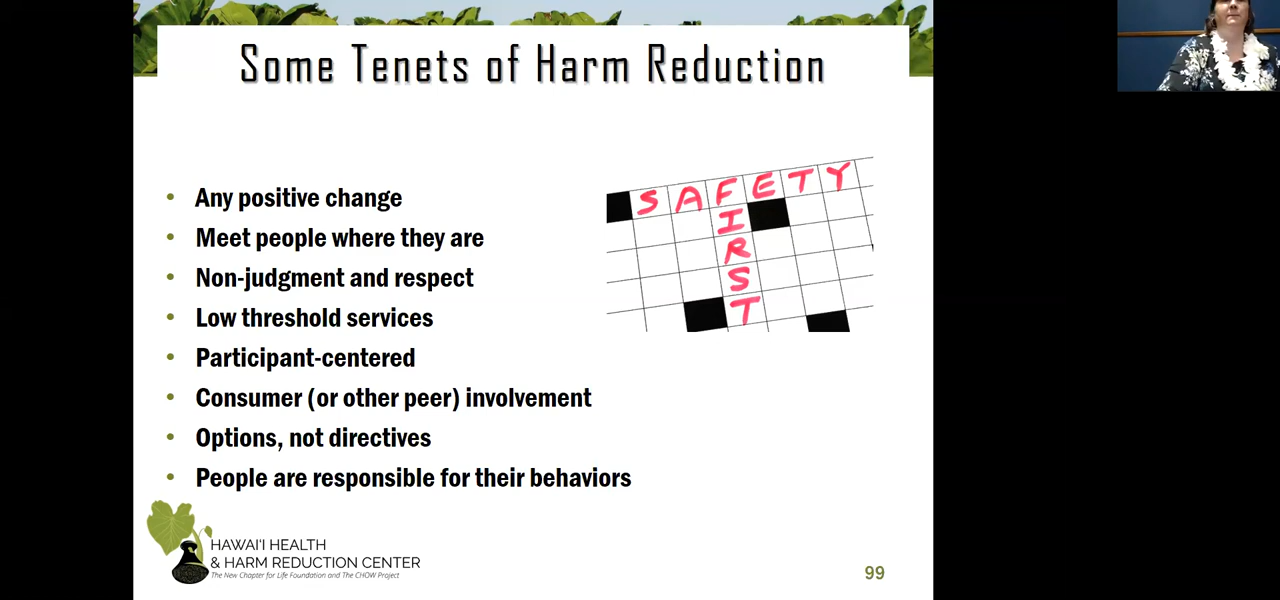 Some Tenets of Harm Reduction
• Any positive change
• Meet people where they are
• Non-judgment and respect
• Low threshold services
• Participant-centered
• Consumer (or other peer) involvement
• Options, not directives
• People are responsible for their behaviors
SAFETY
FIRST
HAWAI'I HEALTH
& HARM REDUCTION CENTER
The New Chapter for Life Foundation and The CHOW Project
99